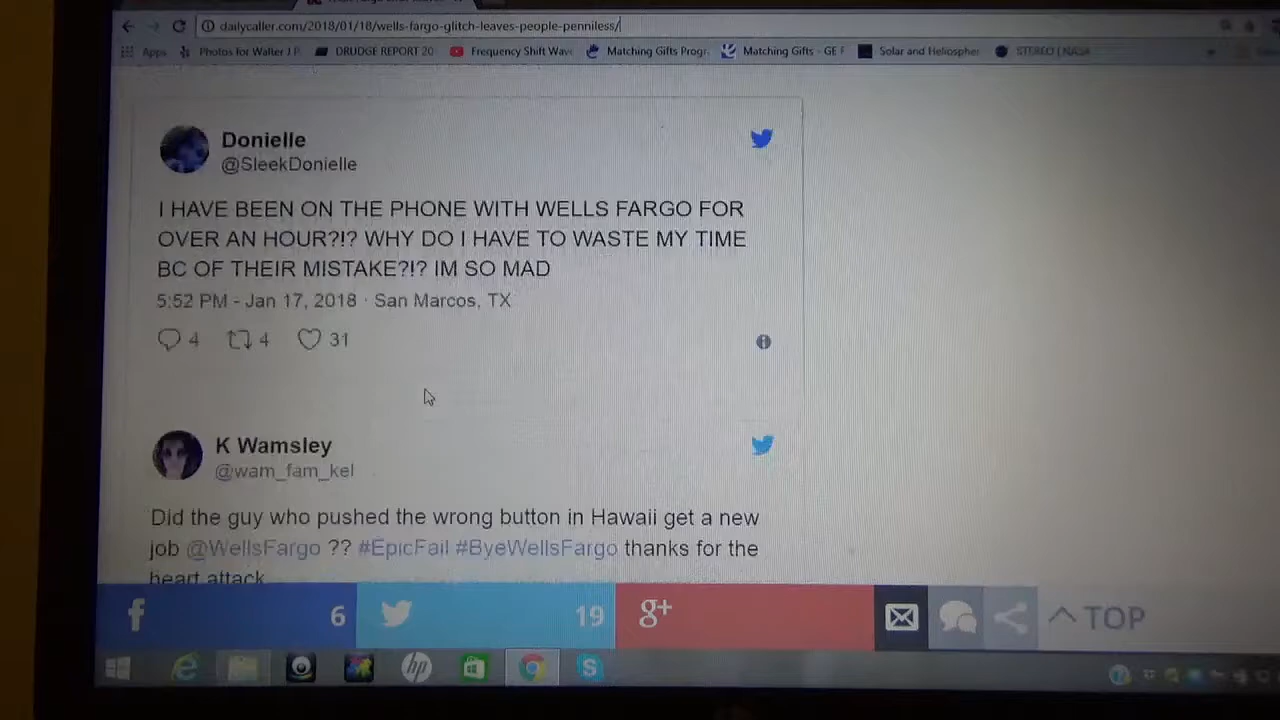 dailycaller.com/2018/01/18/wells-fargo-glitch-leaves-people-penniless/
Apps Photos for Walter J P DRUDGE REPORT 20 Frequency Shift Wave Matching Gifts Progr Matching Gifts - GE F Solar and Heliospher STEREO | NASA
Donielle
@SleekDonielle
I HAVE BEEN ON THE PHONE WITH WELLS FARGO FOR
OVER AN HOUR?!? WHY DO I HAVE TO WASTE MY TIME
BC OF THEIR MISTAKE?!? IM SO MAD
5:52 PM - Jan 17, 2018 · San Marcos, TX
4 4 31
K Wamsley
@wam_fam_kel
Did the guy who pushed the wrong button in Hawaii get a new
job @WellsFargo ?? #EpicFail #ByeWellsFargo thanks for the
heart attack
f 6 19 g+ TOP
hp